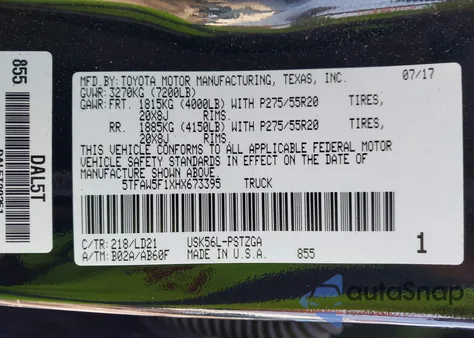 MFD.BY: TOYOTA MOTOR MANUFACTURING, TEXAS, INC. 07/17
GVWR: 3270KG (7200LB)
GAWR: FRT. 1815KG (4000LB) WITH P275/55R20 TIRES,
20X8J RIMS.
RR. 1885KG (4150LB) WITH P275/55R20 TIRES,
20X8J RIMS.
THIS VEHICLE CONFORMS TO ALL APPLICABLE FEDERAL MOTOR
VEHICLE SAFETY STANDARDS IN EFFECT ON THE DATE OF
MANUFACTURE SHOWN ABOVE.
5TFAW5F1XHX673395 TRUCK
C/TR: 218/LD21 USK56L-PSTZGA
A/TM: B02A/AB60F MADE IN U.S.A. 855 1
855
DAL5T
autoSnap